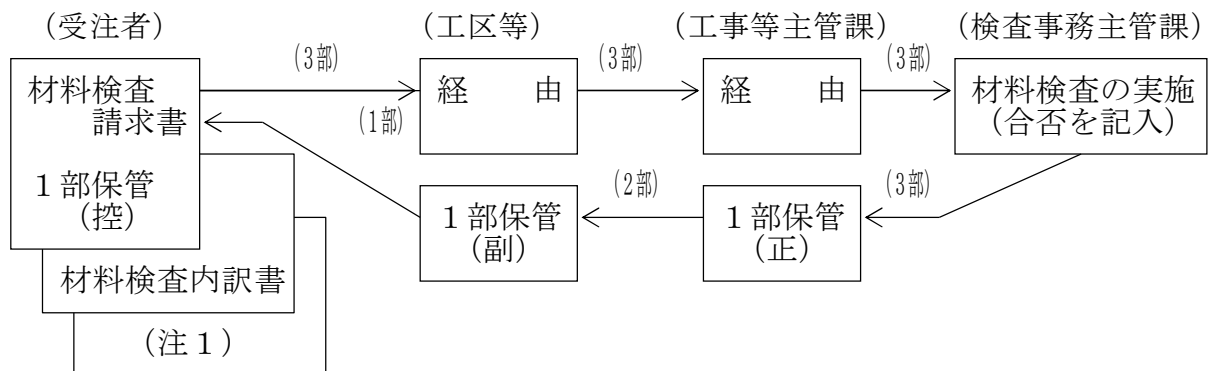 （受注者）
（工区等）
（工事等主管課）
（検査事務主管課）
(3部)
(3部)
(3部)
材料検査
請求書
経　　由
経　　由
材料検査の実施
（合否を記入）
(1部)
１部保管
（控）
(2部)
(3部)
１部保管
（副）
１部保管
（正）
材料検査内訳書
（注１）